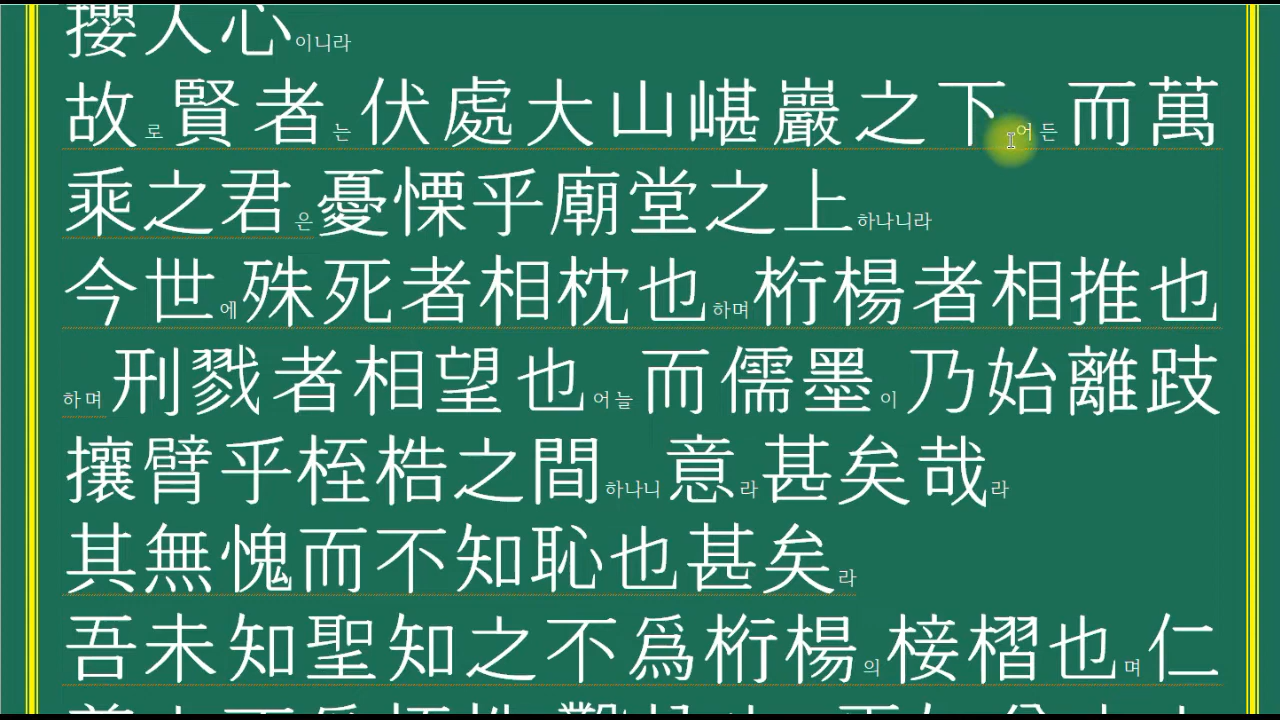 攖人心이니라
故로賢者는伏處大山嵁巖之下어든而萬
乘之君은憂慄乎廟堂之上하나니라
今世에殊死者相枕也하며桁楊者相推也
하며刑戮者相望也어늘而儒墨이乃始離跂
攘臂乎桎梏之間하나니意라甚矣哉라
其無愧而不知恥也甚矣라
吾未知聖知之不爲桁楊의椄槢也며仁